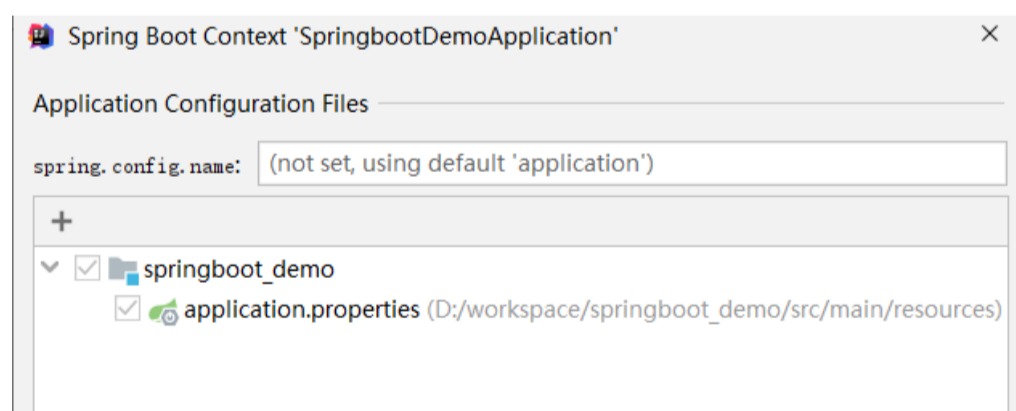 Spring Boot Context 'SpringbootDemoApplication'
Application Configuration Files
spring.config.name: (not set, using default 'application')
springboot_demo
application.properties (D:/workspace/springboot_demo/src/main/resources)